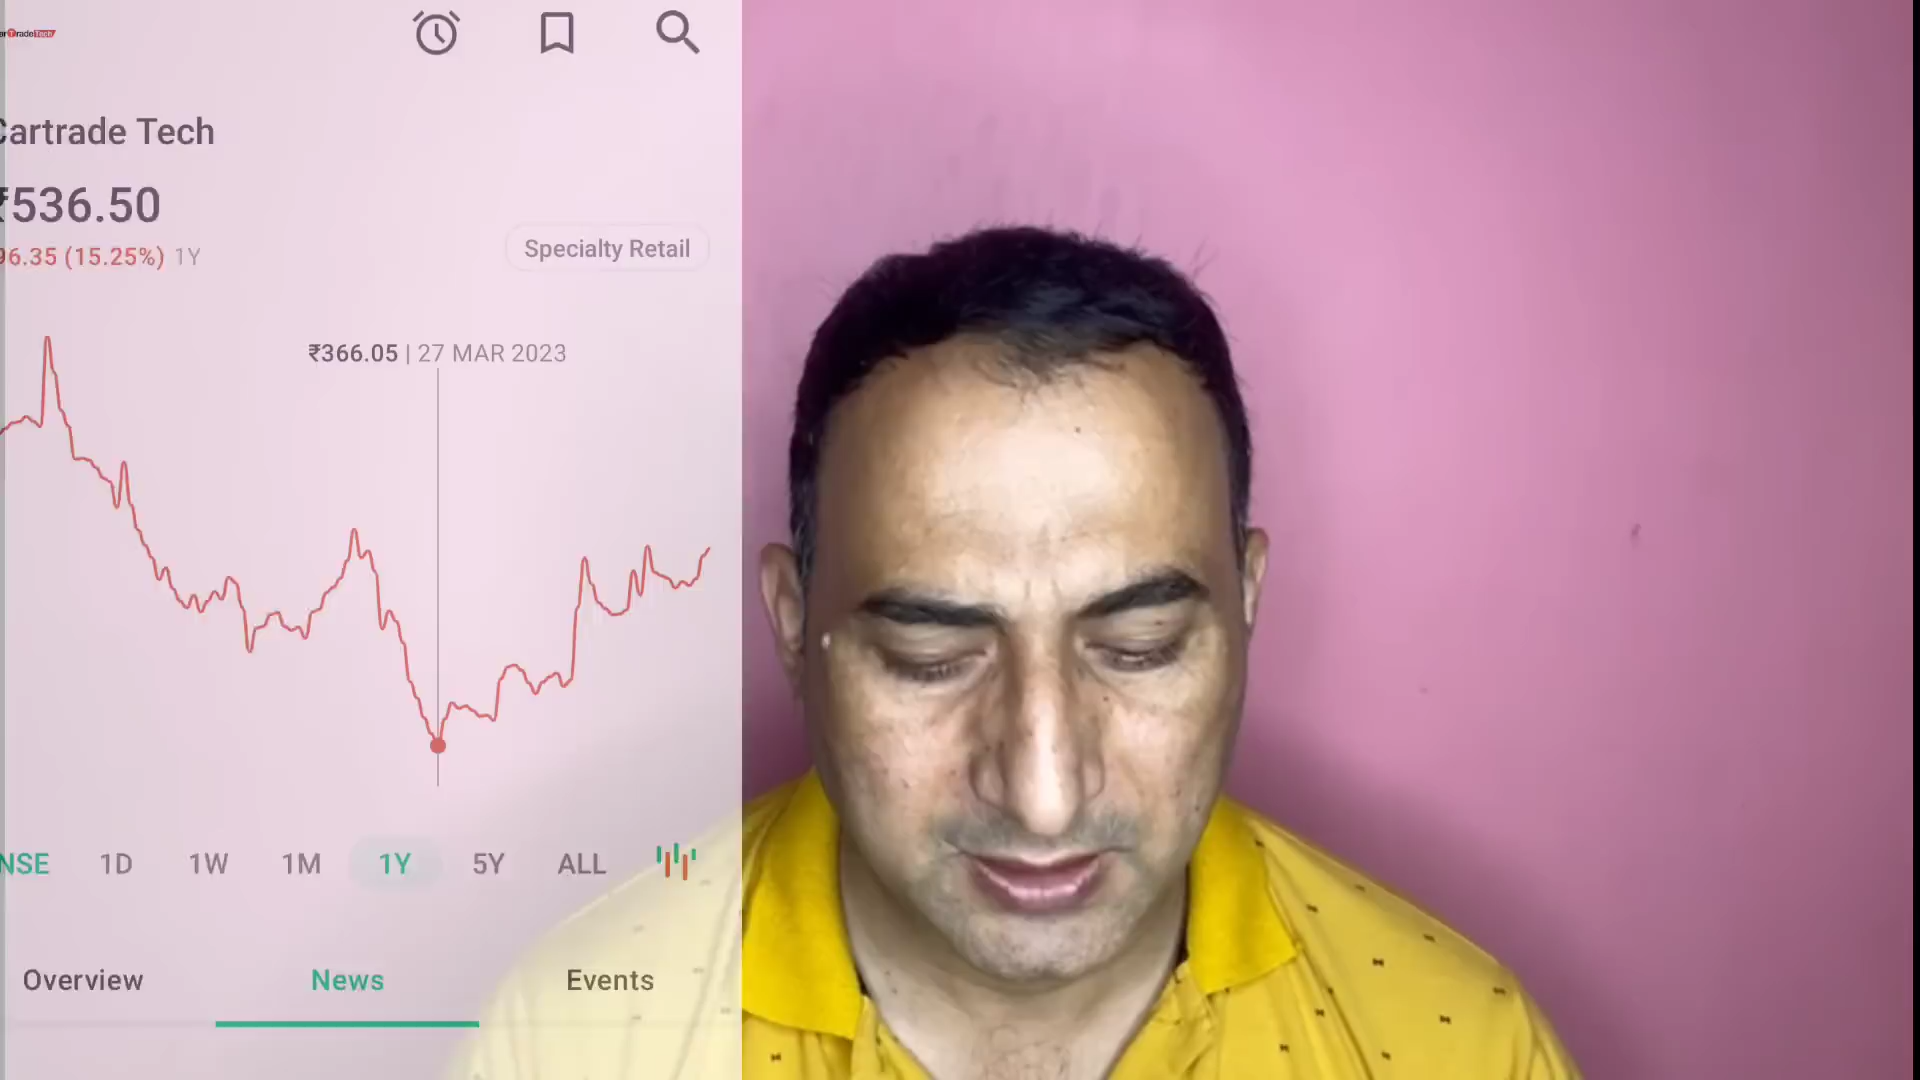 arTradeTech
Cartrade Tech
₹536.50
96.35 (15.25%) 1Y
Specialty Retail
₹366.05 | 27 MAR 2023
NSE 1D 1W 1M 1Y 5Y ALL
Overview News Events